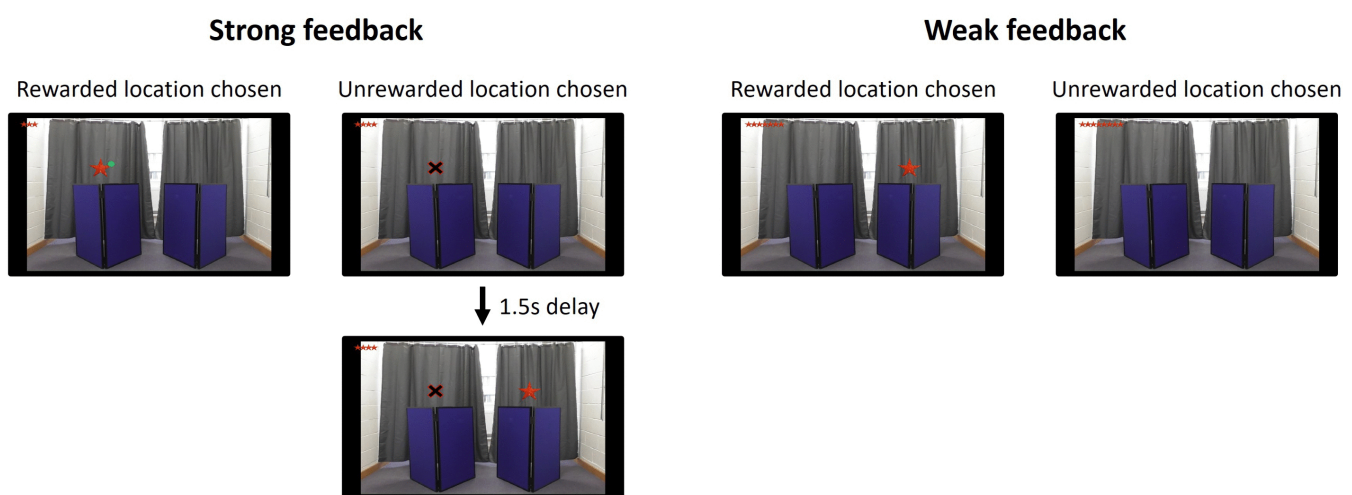 Strong feedback
Weak feedback
Rewarded location chosen
Unrewarded location chosen
Rewarded location chosen
Unrewarded location chosen
1.5s delay